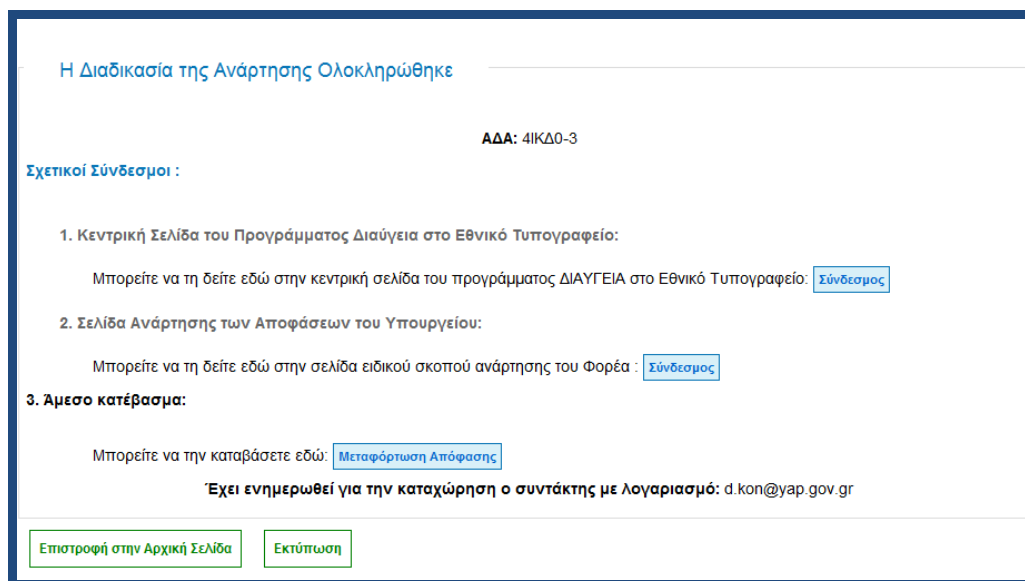 Η Διαδικασία της Ανάρτησης Ολοκληρώθηκε
ΑΔΑ: 4ΙΚΔ0-3
Σχετικοί Σύνδεσμοι :
1. Κεντρική Σελίδα του Προγράμματος Διαύγεια στο Εθνικό Τυπογραφείο:
Μπορείτε να τη δείτε εδώ στην κεντρική σελίδα του προγράμματος ΔΙΑΥΓΕΙΑ στο Εθνικό Τυπογραφείο: Σύνδεσμος
2. Σελίδα Ανάρτησης των Αποφάσεων του Υπουργείου:
Μπορείτε να τη δείτε εδώ στην σελίδα ειδικού σκοπού ανάρτησης του Φορέα : Σύνδεσμος
3. Άμεσο κατέβασμα:
Μπορείτε να την καταβάσετε εδώ: Μεταφόρτωση Απόφασης
Έχει ενημερωθεί για την καταχώρηση ο συντάκτης με λογαριασμό: d.kon@yap.gov.gr
Επιστροφή στην Αρχική Σελίδα Εκτύπωση